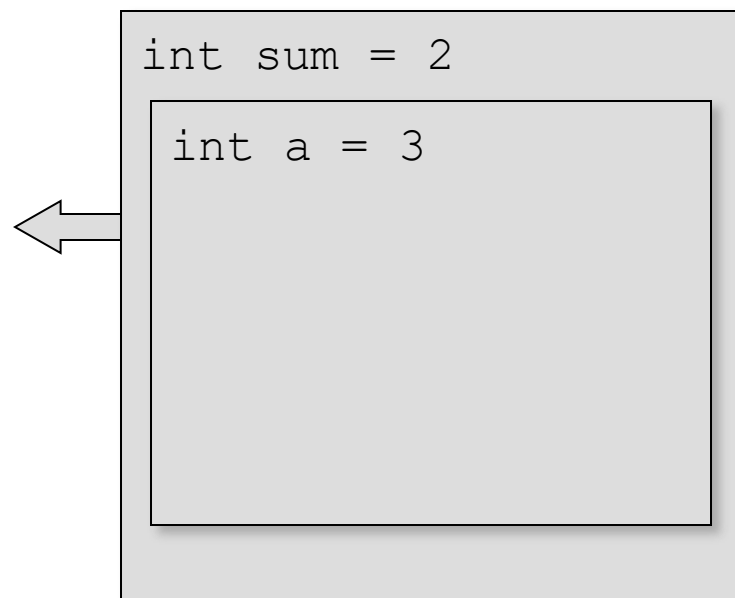 int sum = 2
int a = 3